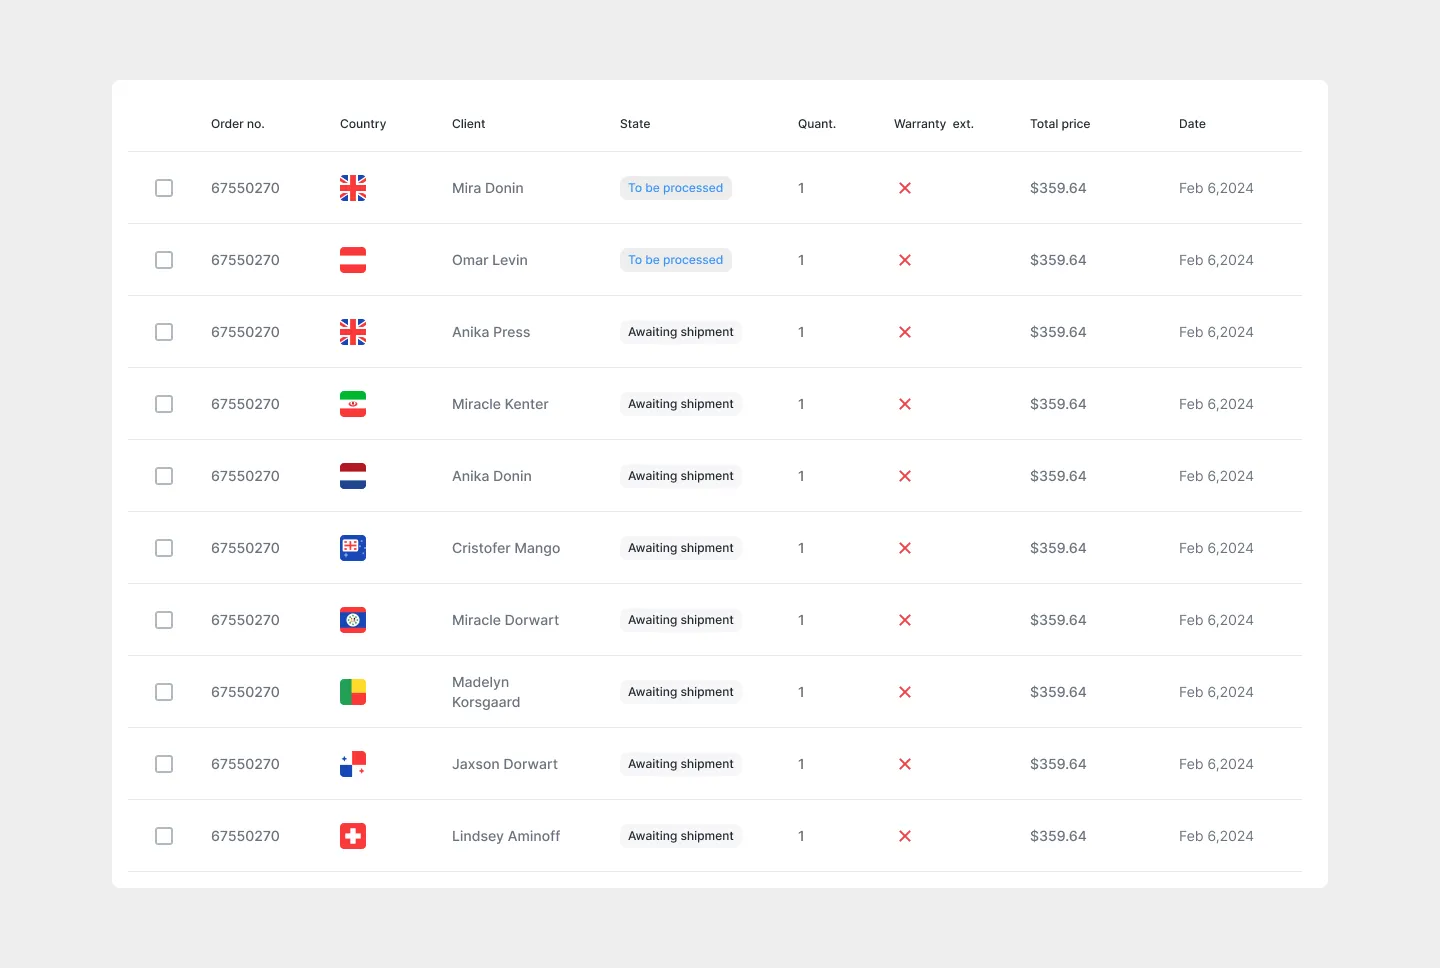 Order no. Country Client State Quant. Warranty ext. Total price Date
67550270 Mira Donin To be processed 1 $359.64 Feb 6,2024
67550270 Omar Levin To be processed 1 $359.64 Feb 6,2024
67550270 Anika Press Awaiting shipment 1 $359.64 Feb 6,2024
67550270 Miracle Kenter Awaiting shipment 1 $359.64 Feb 6,2024
67550270 Anika Donin Awaiting shipment 1 $359.64 Feb 6,2024
67550270 Cristofer Mango Awaiting shipment 1 $359.64 Feb 6,2024
67550270 Miracle Dorwart Awaiting shipment 1 $359.64 Feb 6,2024
67550270 Madelyn Korsgaard Awaiting shipment 1 $359.64 Feb 6,2024
67550270 Jaxson Dorwart Awaiting shipment 1 $359.64 Feb 6,2024
67550270 Lindsey Aminoff Awaiting shipment 1 $359.64 Feb 6,2024